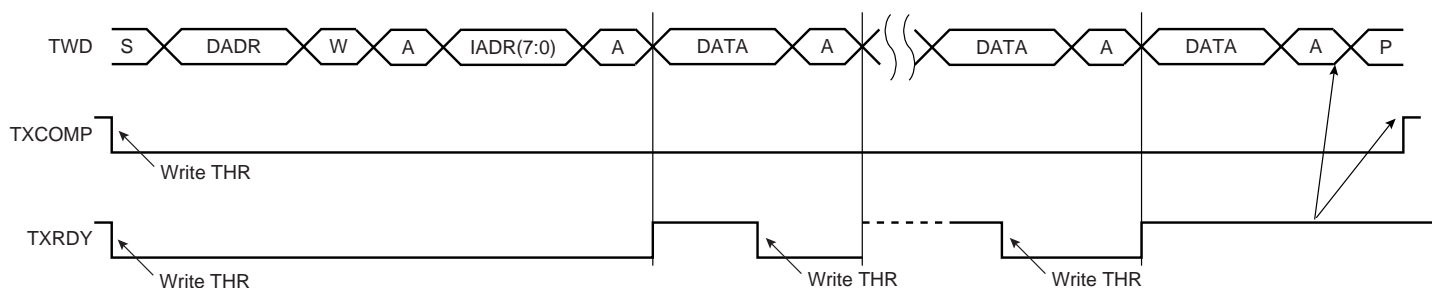 TWD S DADR W A IADR(7:0) A DATA A DATA A DATA A P
TXCOMP
Write THR
TXRDY
Write THR Write THR Write THR